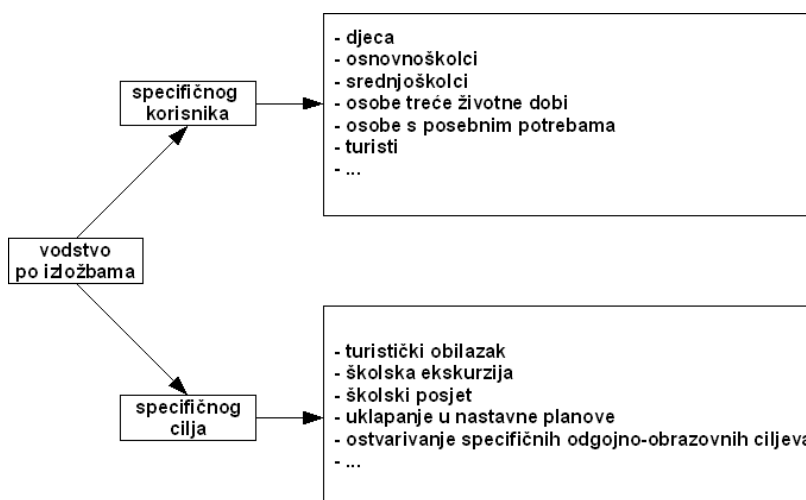 vodstvo
po izložbama
specifičnog
korisnika
- djeca
- osnovnoškolci
- srednjoškolci
- osobe treće životne dobi
- osobe s posebnim potrebama
- turisti
- ...
specifičnog
cilja
- turistički obilazak
- školska ekskurzija
- školski posjet
- uklapanje u nastavne planove
- ostvarivanje specifičnih odgojno-obrazovnih ciljeva
- ...